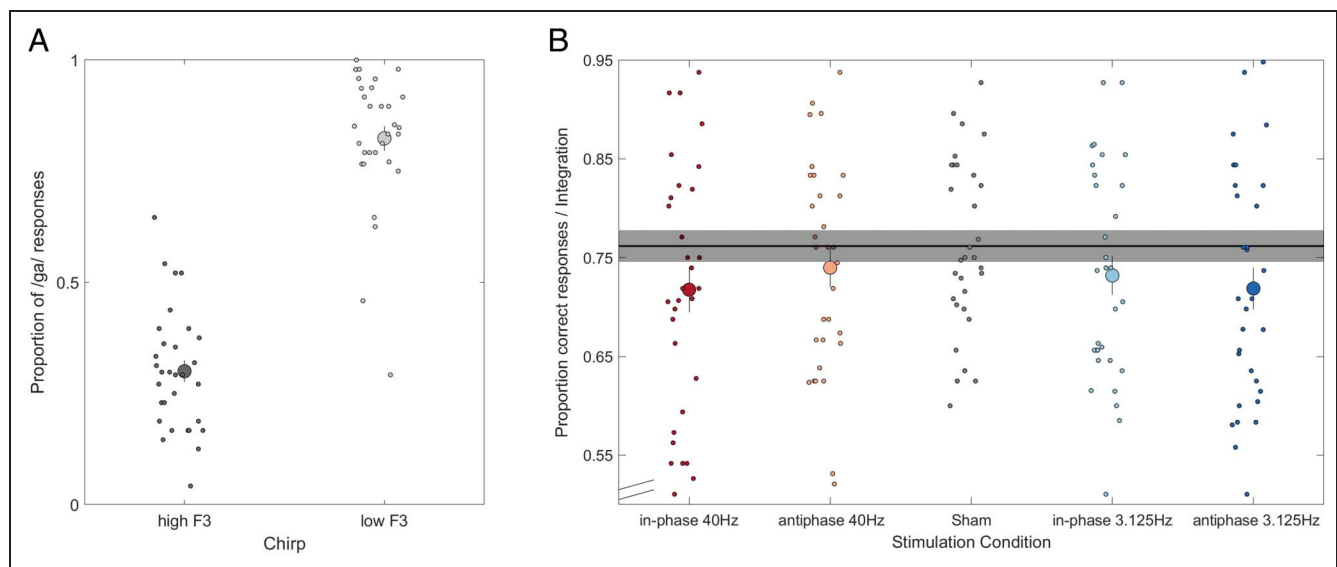 A
Proportion of /ga/ responses
1
0.5
0
high F3
low F3
Chirp
B
Proportion correct responses / Integration
0.95
0.85
0.75
0.65
0.55
in-phase 40Hz
antiphase 40Hz
Sham
in-phase 3.125Hz
antiphase 3.125Hz
Stimulation Condition